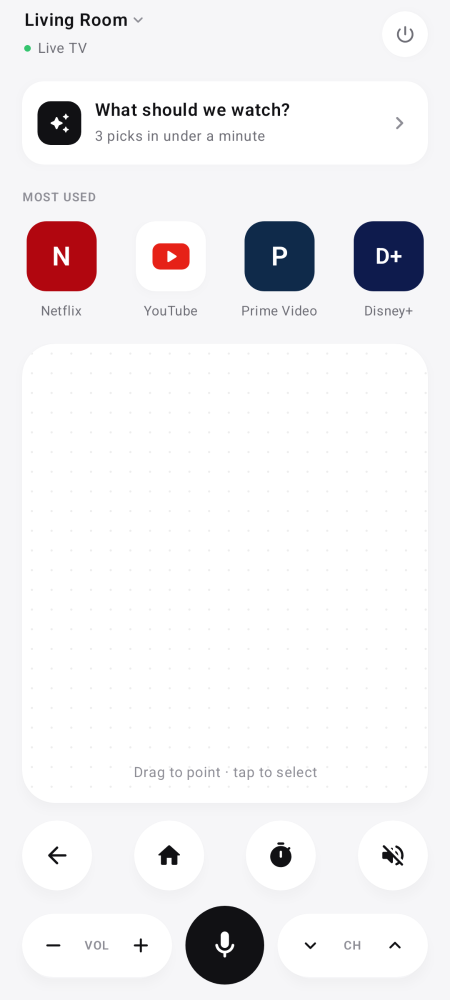 Living Room
Live TV
What should we watch?
3 picks in under a minute
MOST USED
N
P
D+
Netflix
YouTube
Prime Video
Disney+
Drag to point · tap to select
VOL
CH